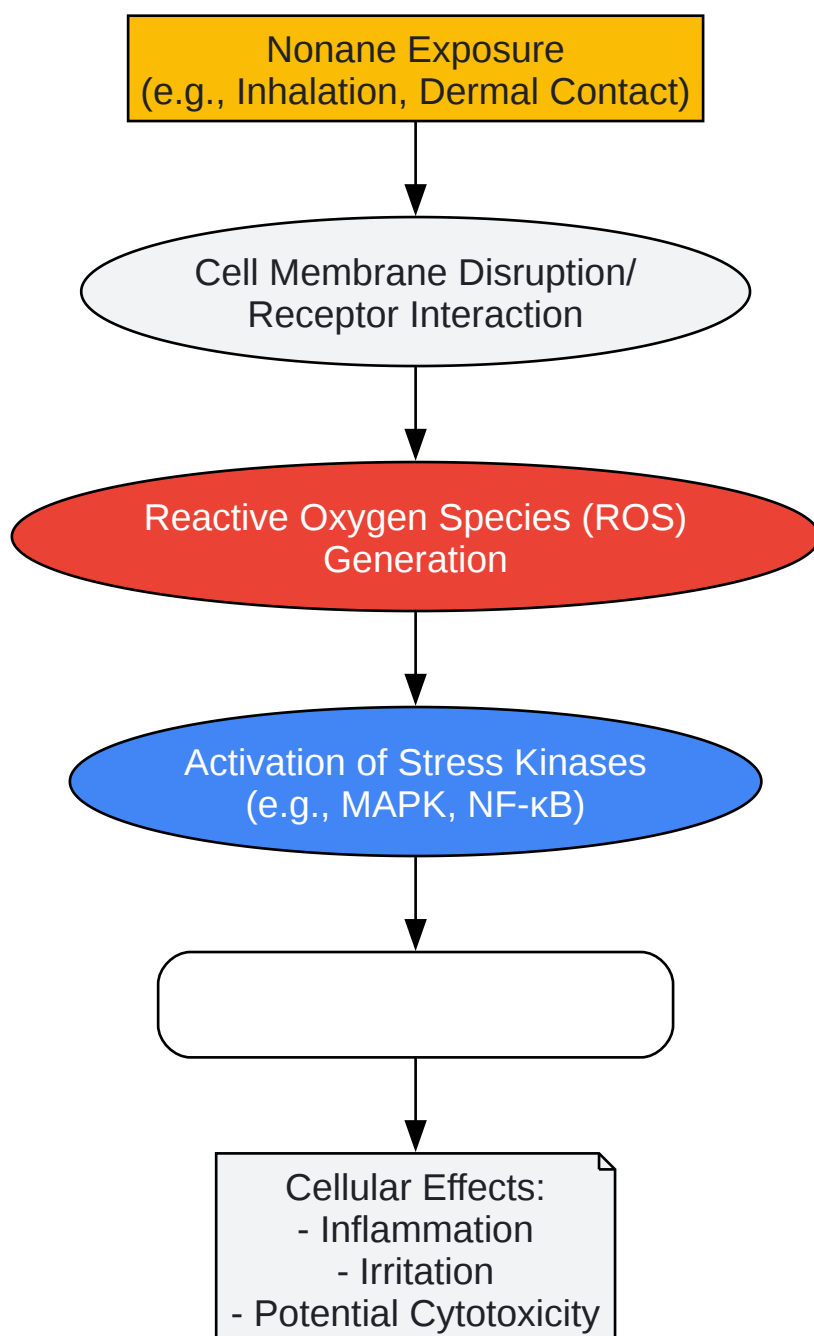 Nonane Exposure
(e.g., Inhalation, Dermal Contact)
Cell Membrane Disruption/
Receptor Interaction
Reactive Oxygen Species (ROS)
Generation
Activation of Stress Kinases
(e.g., MAPK, NF-κB)
Cellular Effects:
- Inflammation
- Irritation
- Potential Cytotoxicity